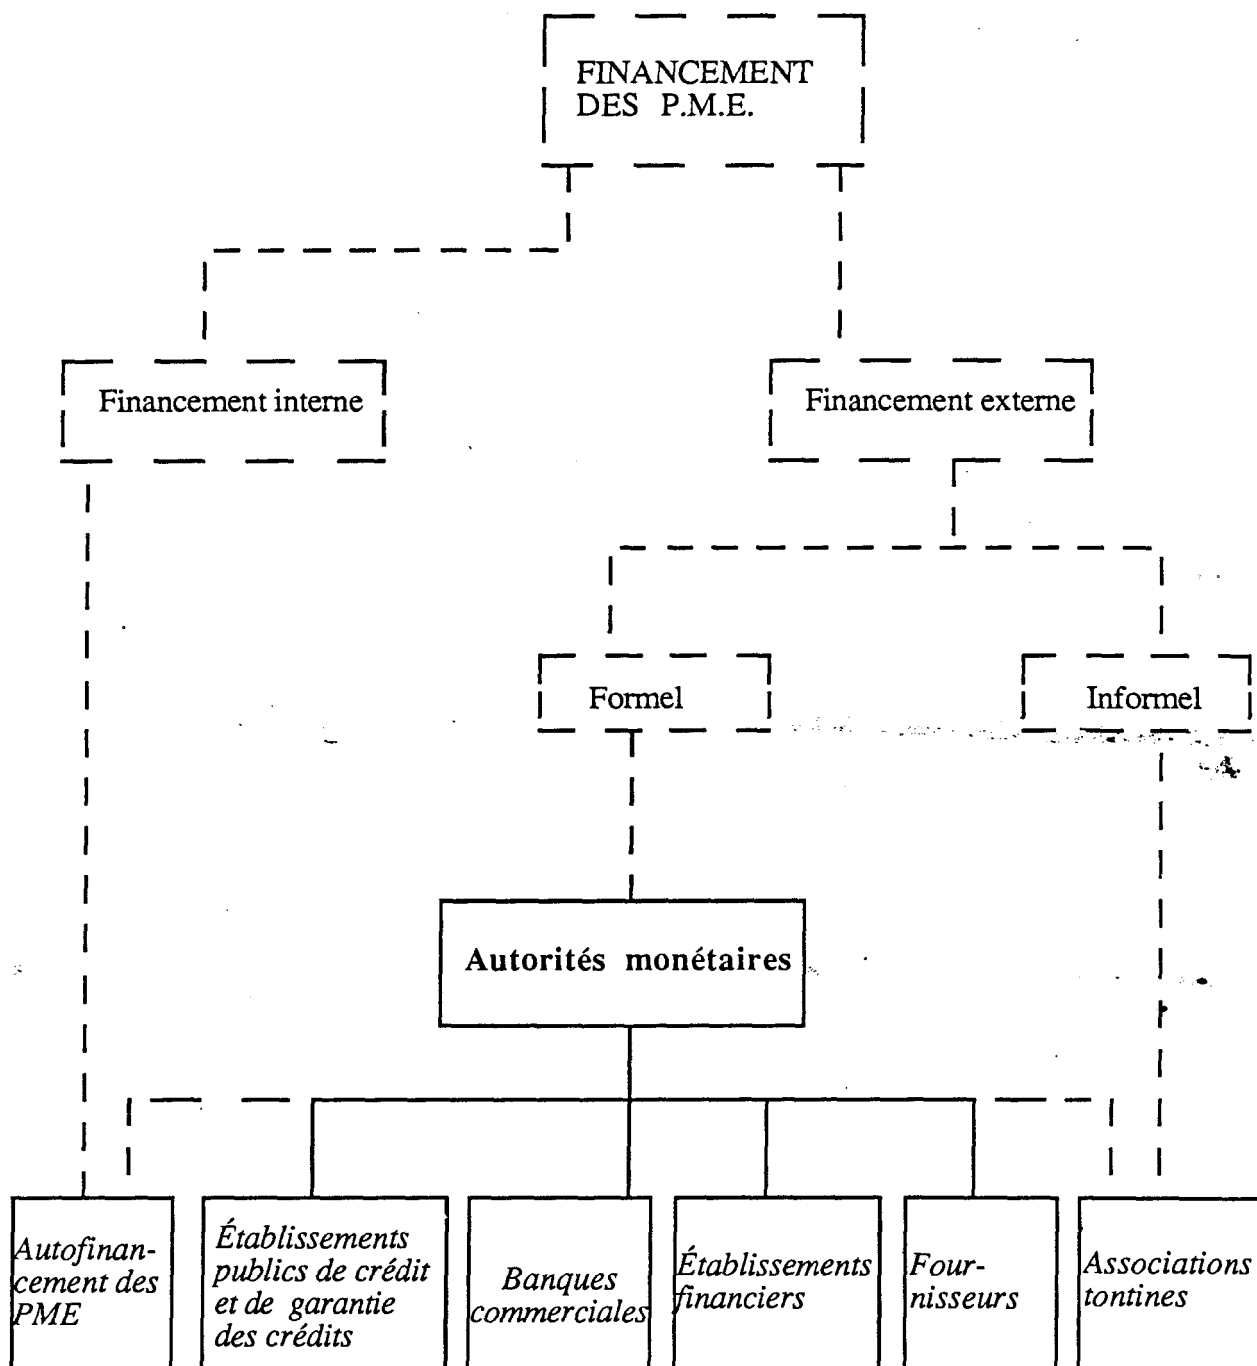 FINANCEMENT
DES P.M.E.
Financement interne
Financement externe
Formel
Informel
Autorités monétaires
Autofinan-
cement des
PME
Établissements
publics de crédit
et de garantie
des crédits
Banques
commerciales
Établissements
financiers
Four-
nisseurs
Associations
tontines